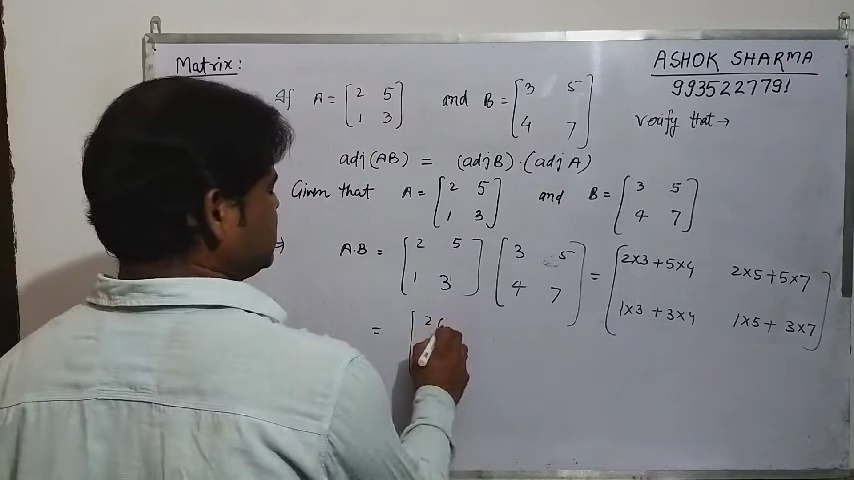 Matrix:
ASHOK SHARMA
9935227791
If A = [2 5 and B = [3 5 verify that →
1 3] 4 7]
adj(AB) = (adj B)·(adj A)
Given that A = [2 5 and B = [3 5
1 3] 4 7]
⇒ A·B = [2 5 [3 5 = [2×3+5×4 2×5+5×7
1 3] 4 7] 1×3+3×4 1×5+3×7]
= [26